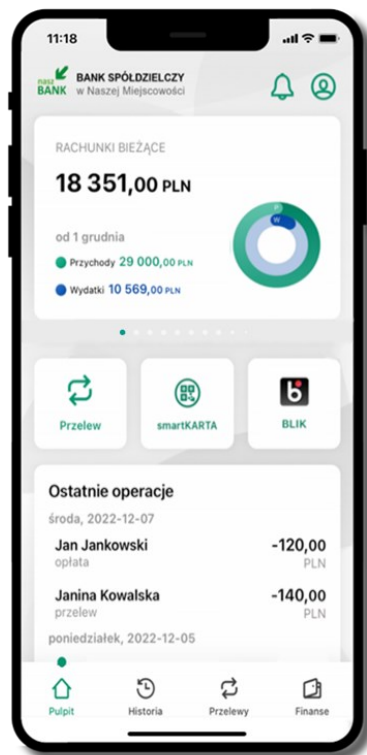 11:18
nasz BANK BANK SPÓŁDZIELCZY
w Naszej Miejscowości
RACHUNKI BIEŻĄCE
18 351,00 PLN
od 1 grudnia
Przychody 29 000,00 PLN
Wydatki 10 569,00 PLN
P
W
Przelew
smartKARTA
BLIK
Ostatnie operacje
środa, 2022-12-07
Jan Jankowski -120,00
opłata PLN
Janina Kowalska -140,00
przelew PLN
poniedziałek, 2022-12-05
Pulpit Historia Przelewy Finanse